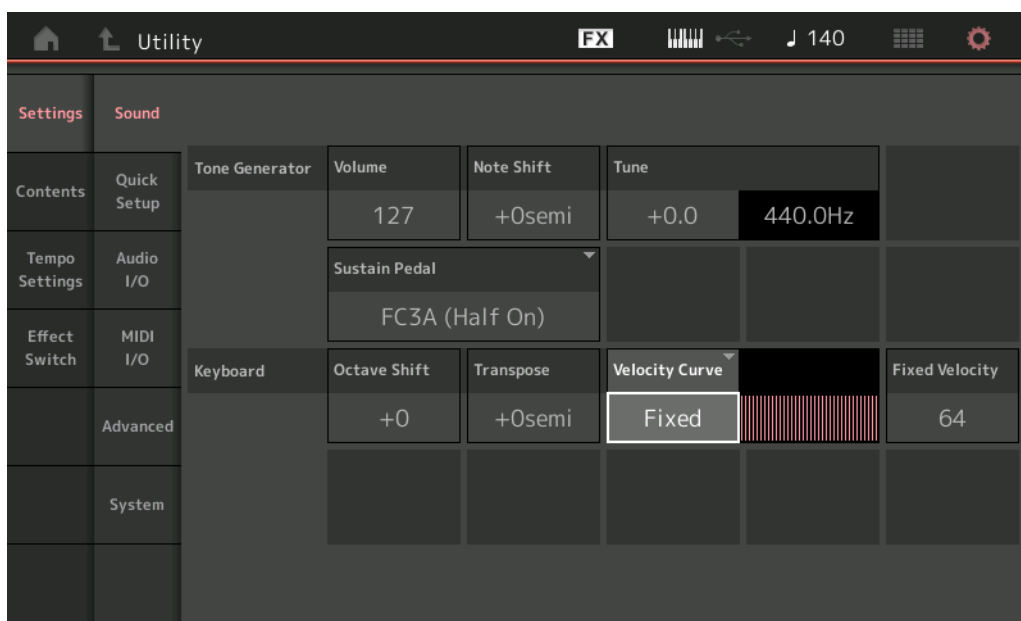 Utility
FX
♩ 140
Settings
Sound
Contents
Quick
Setup
Tempo
Settings
Audio
I/O
Effect
Switch
MIDI
I/O
Advanced
System
Tone Generator
Volume
Note Shift
Tune
127
+0semi
+0.0
440.0Hz
Sustain Pedal
FC3A (Half On)
Keyboard
Octave Shift
Transpose
Velocity Curve
Fixed Velocity
+0
+0semi
Fixed
64